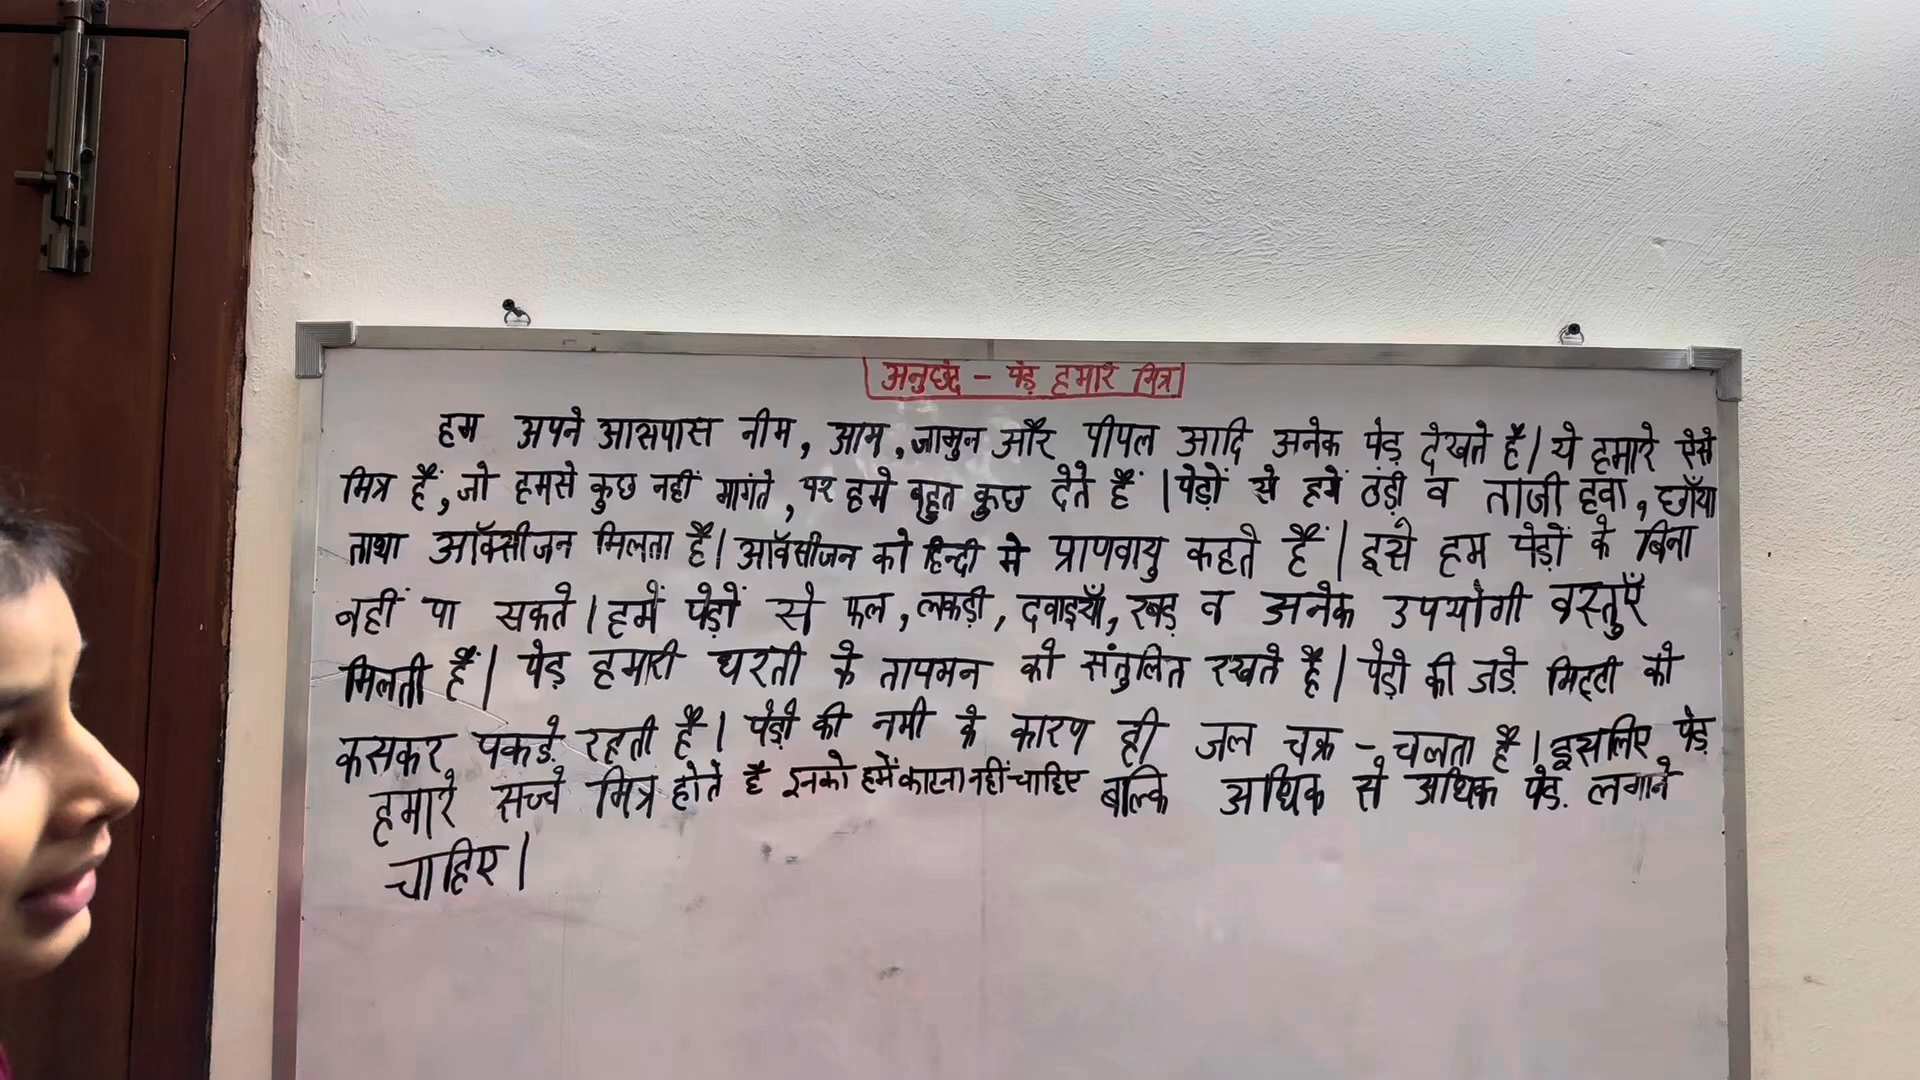 अनुछेद - पेड़ हमारे मित्र
हम अपने आसपास नीम, आम, जामुन और पीपल आदि अनेक पेड़ देखते है। ये हमारे ऐसे
मित्र हैं, जो हमसे कुछ नहीं मागंते, पर हमे बहुत कुछ देते हैं। पेड़ों से हमें ठंड़ी व ताजी हवा, छाँया
ताथा ऑक्सीजन मिलता है। ऑक्सीजन को हिन्दी मे प्राणवायु कहते हैं। इसे हम पेड़ों के बिना
नहीं पा सकते। हमें पेड़ों से फल, लकड़ी, दवाइयाँ, रबड़ व अनेक उपयोगी वस्तुएँ
मिलती हैं। पेड़ हमारी धरती के तापमन को संतुलित रखते है। पेड़ो की जड़े मिट्टी को
कसकर पकड़े रहती है। पेड़ो की नमी के कारण ही जल चक्र - चलता है। इसलिए पेड़
हमारे सच्चे मित्र होते है इनको हमें काटना नहीं चाहिए बल्कि अधिक से अधिक पेड़. लगाने
चाहिए।